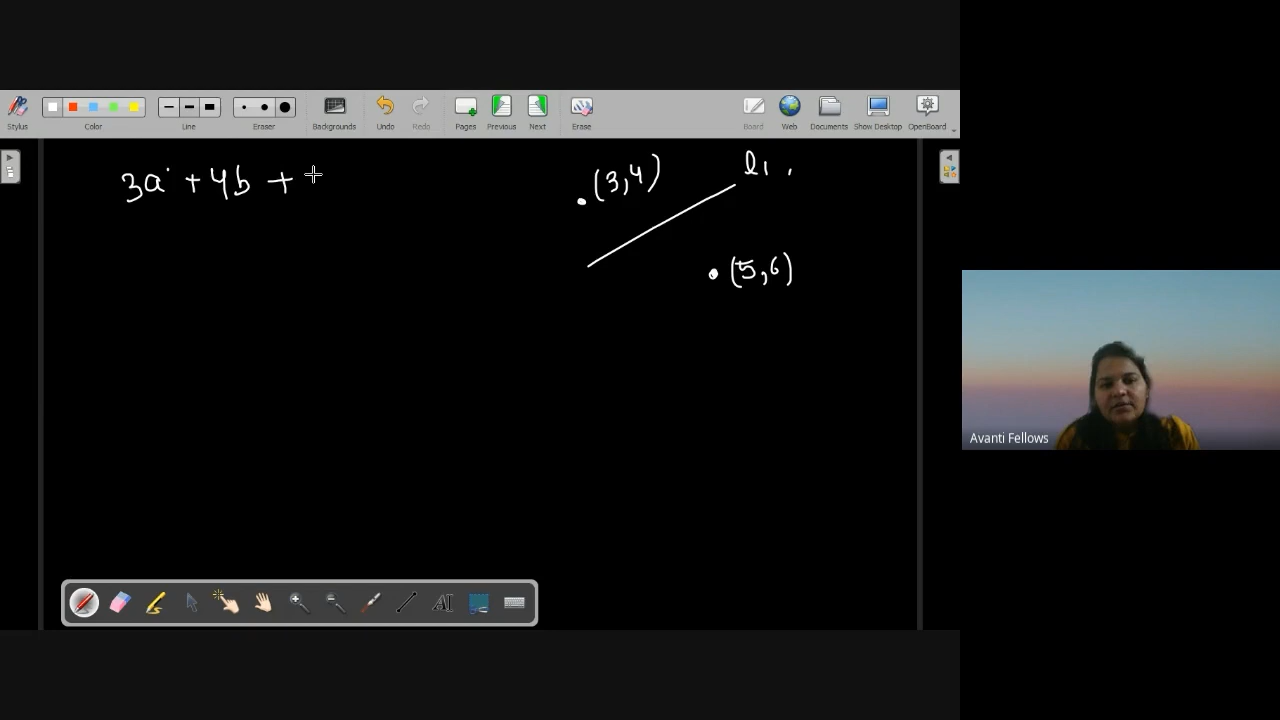 Stylus
Color
Line
Eraser
Backgrounds
Undo
Redo
Pages
Previous
Next
Erase
Board
Web
Documents
Show Desktop
OpenBoard
3a + 4b +
(3,4)
l1
(5,6)
AI
Avanti Fellows